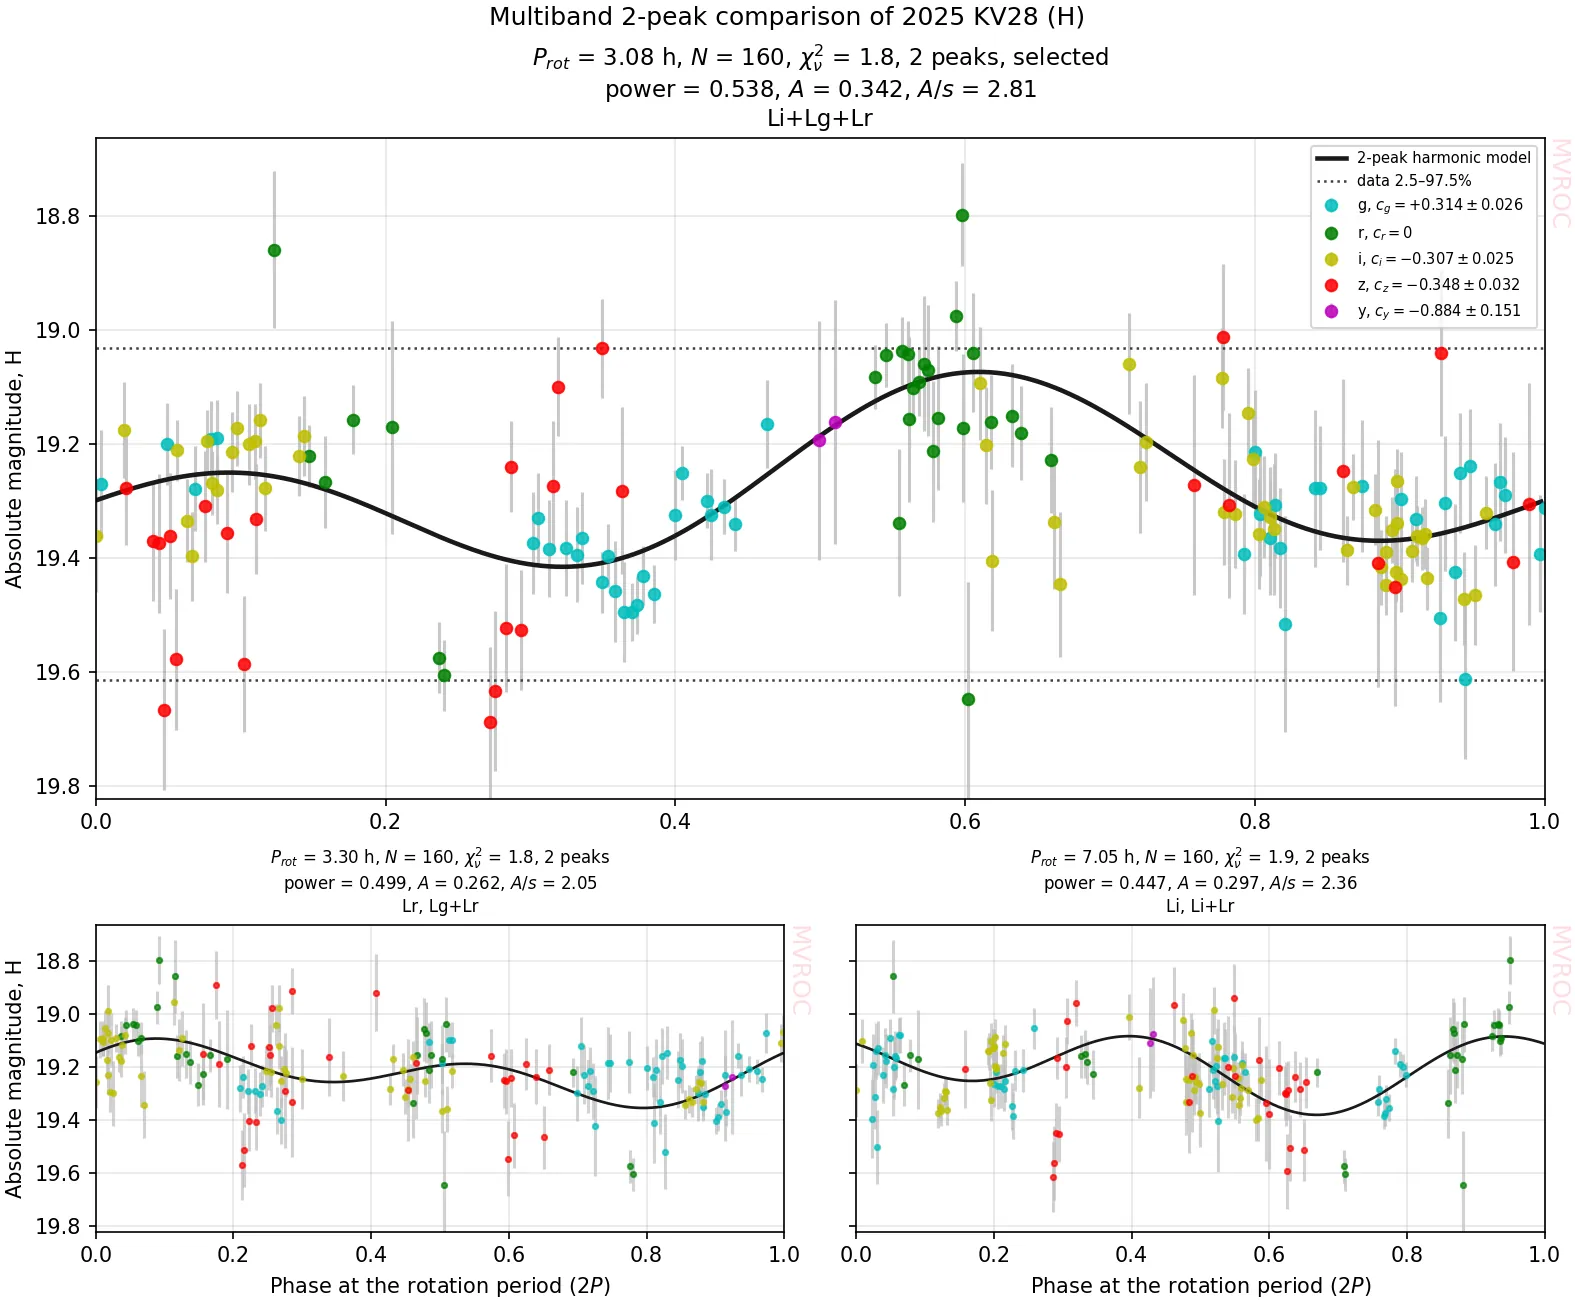 Multiband 2-peak comparison of 2025 KV28 (H)
P_rot = 3.08 h, N = 160, χ²_ν = 1.8, 2 peaks, selected
power = 0.538, A = 0.342, A/s = 2.81
Li+Lg+Lr
Absolute magnitude, H
18.8
19.0
19.2
19.4
19.6
19.8
0.0 0.2 0.4 0.6 0.8 1.0
2-peak harmonic model
data 2.5–97.5%
g, c_g = +0.314 ± 0.026
r, c_r = 0
i, c_i = −0.307 ± 0.025
z, c_z = −0.348 ± 0.032
y, c_y = −0.884 ± 0.151
MVROC
P_rot = 3.30 h, N = 160, χ²_ν = 1.8, 2 peaks
power = 0.499, A = 0.262, A/s = 2.05
Lr, Lg+Lr
Absolute magnitude, H
18.8
19.0
19.2
19.4
19.6
19.8
0.0 0.2 0.4 0.6 0.8 1.0
Phase at the rotation period (2P)
MVROC
P_rot = 7.05 h, N = 160, χ²_ν = 1.9, 2 peaks
power = 0.447, A = 0.297, A/s = 2.36
Li, Li+Lr
0.0 0.2 0.4 0.6 0.8 1.0
Phase at the rotation period (2P)
MVROC